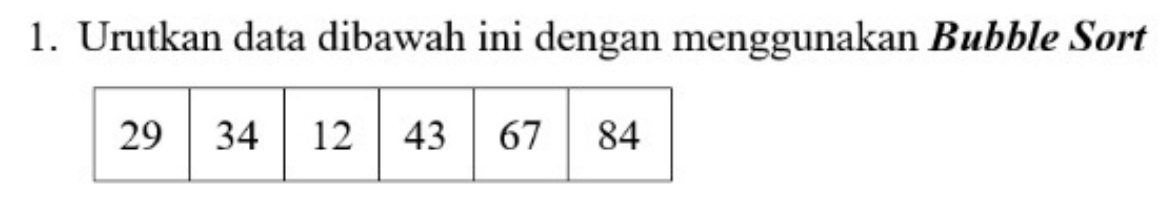 1. Urutkan data dibawah ini dengan menggunakan Bubble Sort
29 34 12 43 67 84